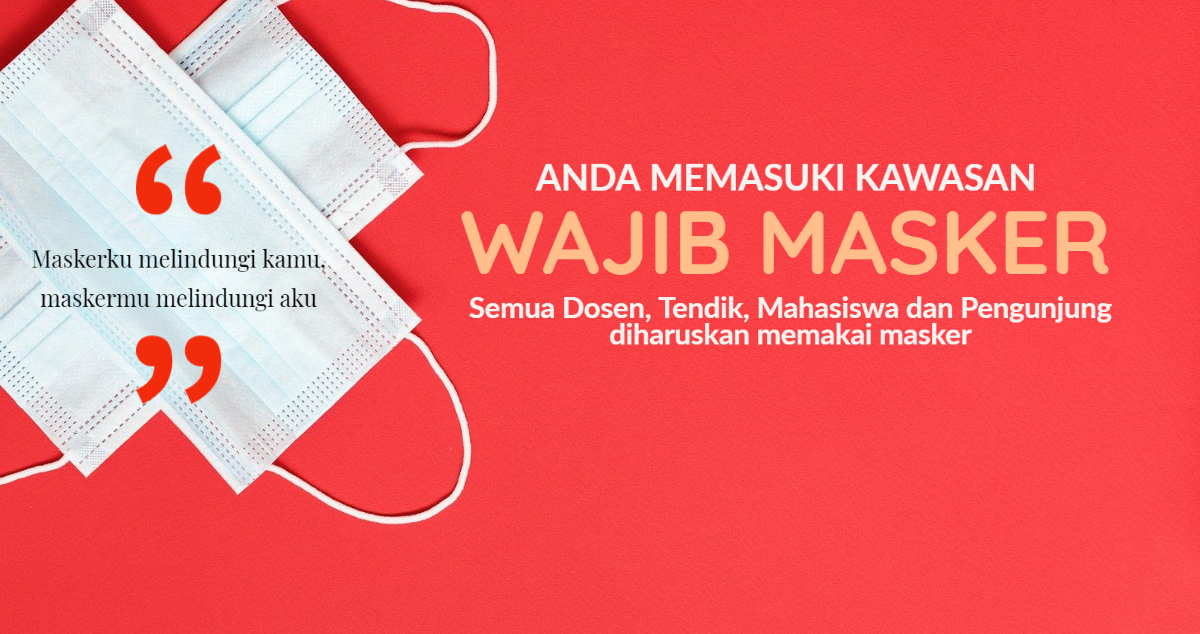 “
Maskerku melindungi kamu,
maskermu melindungi aku
”
ANDA MEMASUKI KAWASAN
WAJIB MASKER
Semua Dosen, Tendik, Mahasiswa dan Pengunjung
diharuskan memakai masker